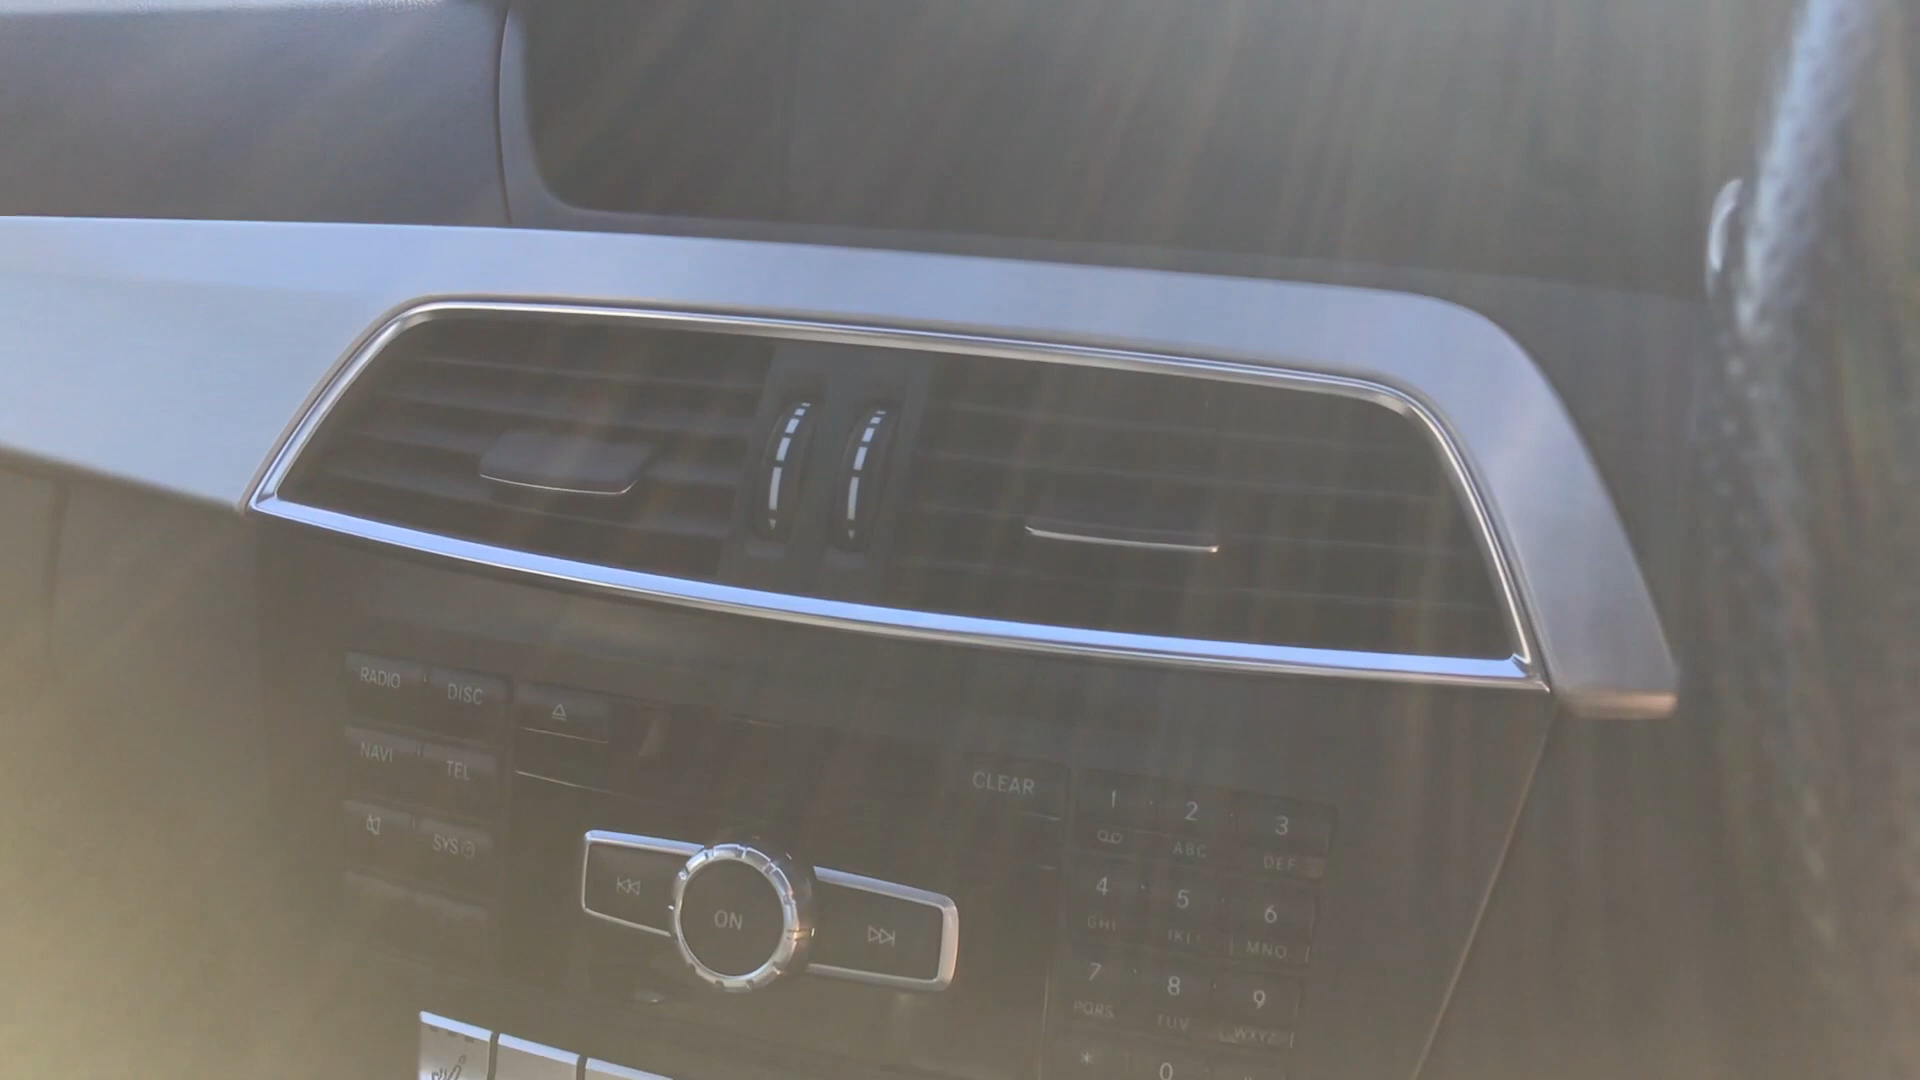 RADIO
DISC
NAVI
TEL
SYS
ON
CLEAR
1 2 3
ABC DEF
4 5 6
GHI JKL MNO
7 8 9
PQRS TUV WXYZ
* 0